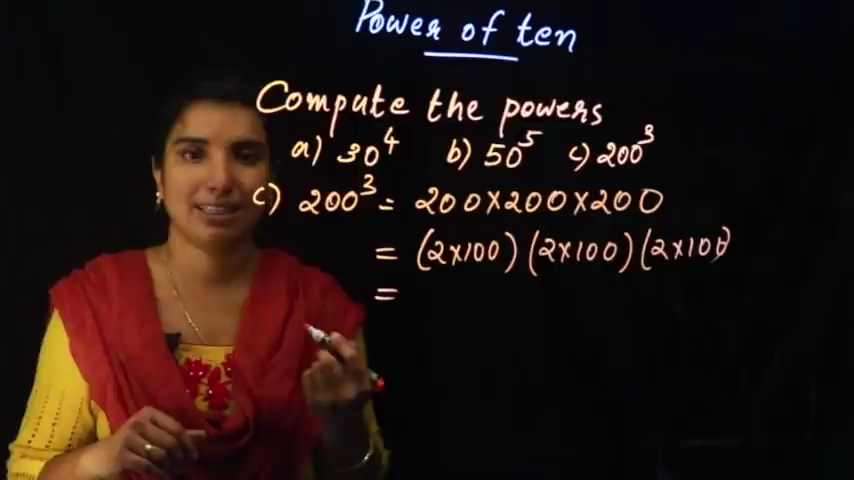 Power of ten
Compute the powers
a) 30⁴ b) 50⁵ c) 200³
c) 200³ = 200×200×200
= (2×100) (2×100) (2×100)
=